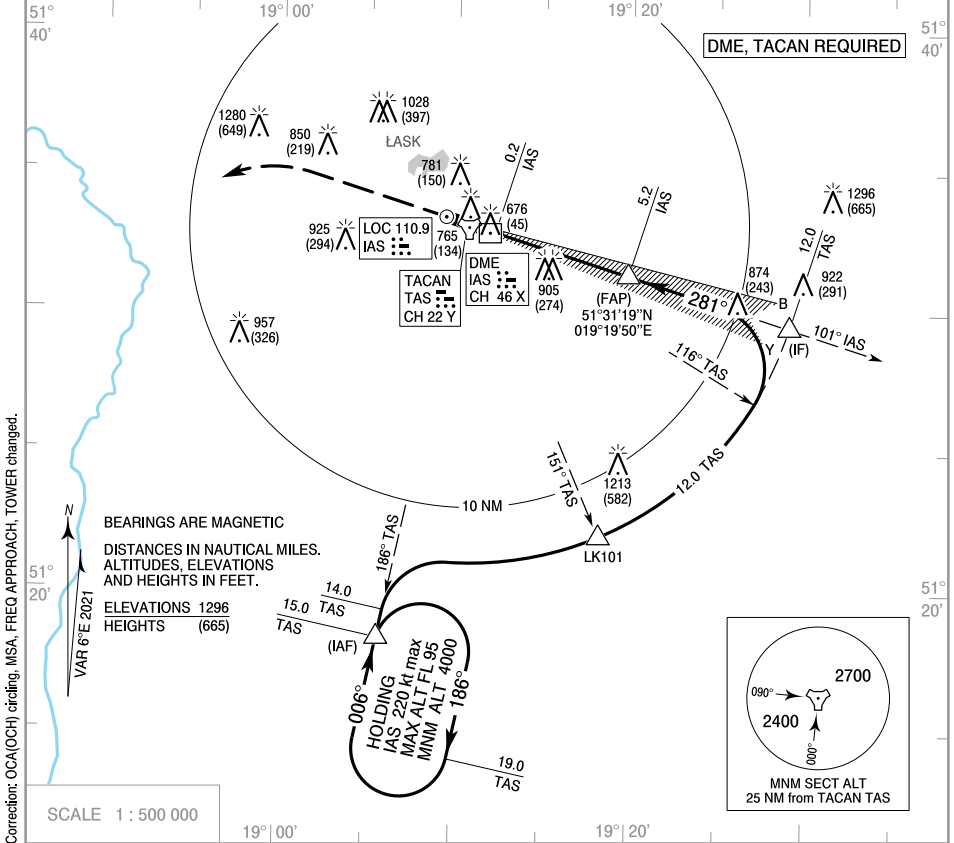 51°
40'
19° 00'
19° 20'
51°
40'
DME, TACAN REQUIRED
1280
(649)
850
(219)
1028
(397)
ŁASK
781
(150)
0.2
IAS
5.2
IAS
1296
(665)
12.0
TAS
676
(45)
925
(294)
LOC 110.9
IAS
765
(134)
TACAN
TAS
CH 22 Y
DME
IAS
CH 46 X
905
(274)
(FAP)
51°31'19"N
019°19'50"E
281°
874
(243)
B
922
(291)
Y
(IF)
101° IAS
957
(326)
116° TAS
12.0 TAS
1213
(582)
151° TAS
LK101
10 NM
186° TAS
N
VAR 6°E 2021
BEARINGS ARE MAGNETIC
DISTANCES IN NAUTICAL MILES.
ALTITUDES, ELEVATIONS
AND HEIGHTS IN FEET.
ELEVATIONS 1296
HEIGHTS (665)
51°
20'
51°
20'
14.0
TAS
15.0
TAS
(IAF)
006°
HOLDING
IAS 220 kt max
MAX ALT FL 95
MNM ALT 4000
186°
19.0
TAS
2700
090°
2400
000°
MNM SECT ALT
25 NM from TACAN TAS
SCALE 1 : 500 000
19° 00'
19° 20'
Correction: OCA(OCH) circling, MSA, FREQ APPROACH, TOWER changed.